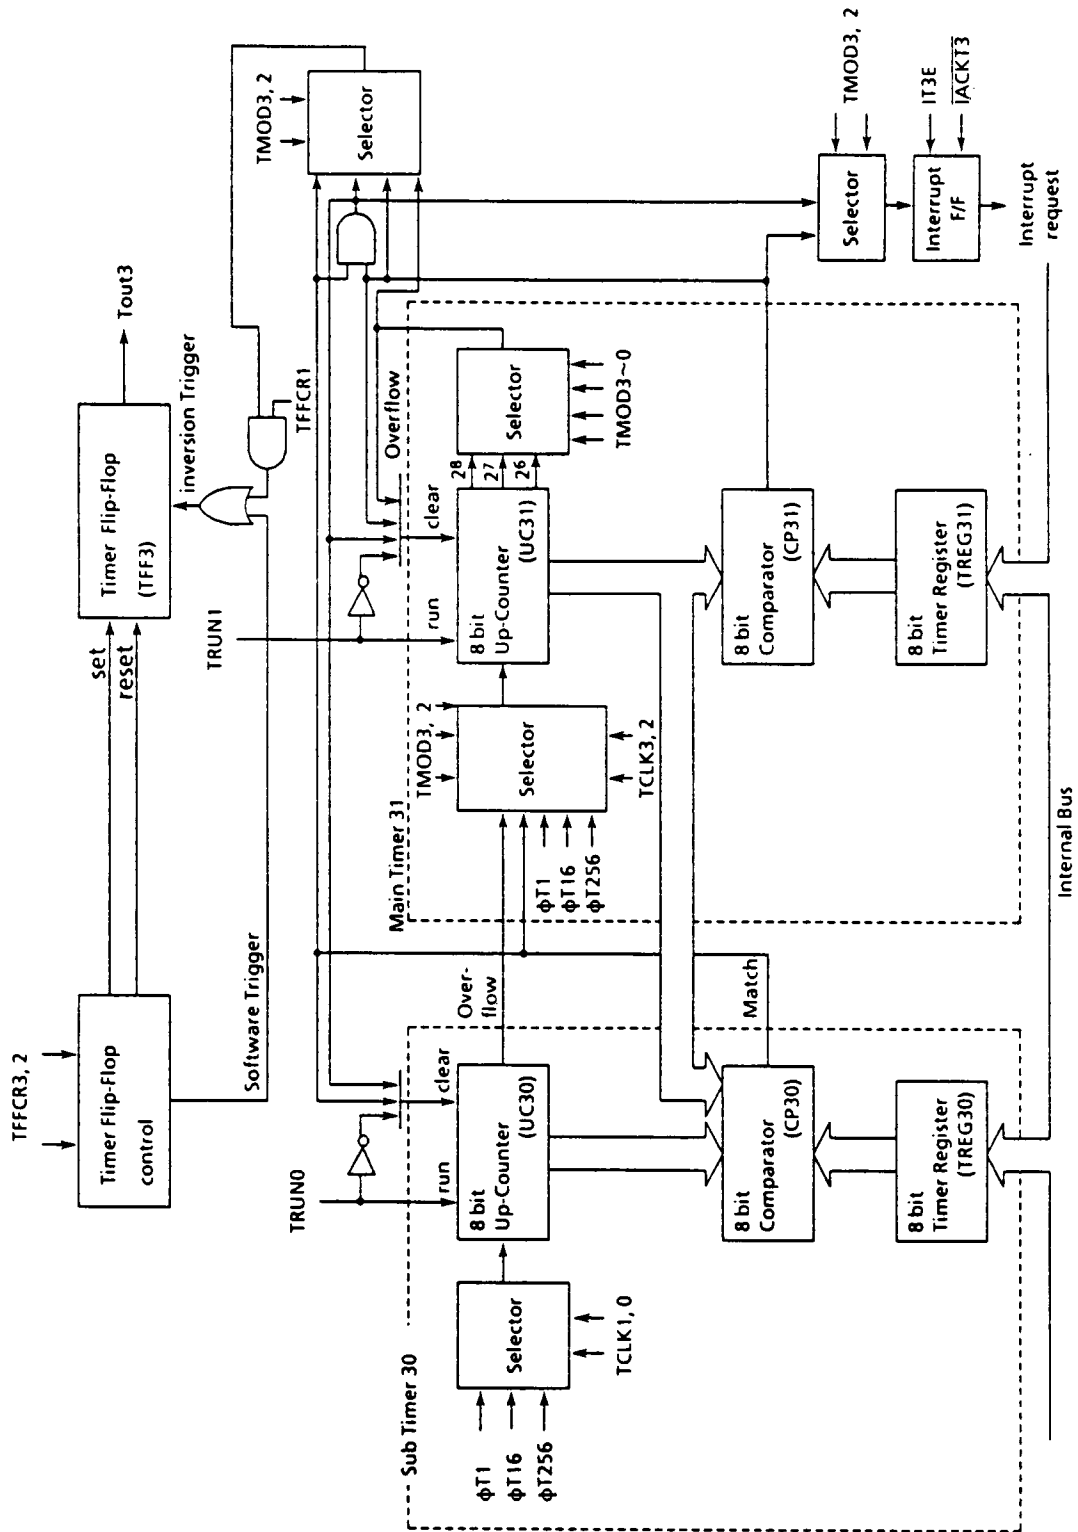 TFFCR3, 2
Timer Flip-Flop
control
set
reset
Timer Flip-Flop
(TFF3)
Tout3
inversion Trigger
Software Trigger
TFFCR1
TMOD3, 2
Selector
TRUN0
TRUN1
Sub Timer 30
run
clear
Over-
flow
Main Timer 31
TMOD3, 2
run
clear
Overflow
ϕT1
ϕT16
ϕT256
Selector
TCLK1, 0
8 bit
Up-Counter
(UC30)
ϕT1
ϕT16
ϕT256
Selector
TCLK3, 2
8 bit
Up-Counter
(UC31)
28
27
26
Selector
TMOD3~0
Match
8 bit
Comparator
(CP30)
8 bit
Comparator
(CP31)
8 bit
Timer Register
(TREG30)
8 bit
Timer Register
(TREG31)
TMOD3, 2
Selector
IT3E
IACKT3
Interrupt
F/F
Interrupt
request
Internal Bus